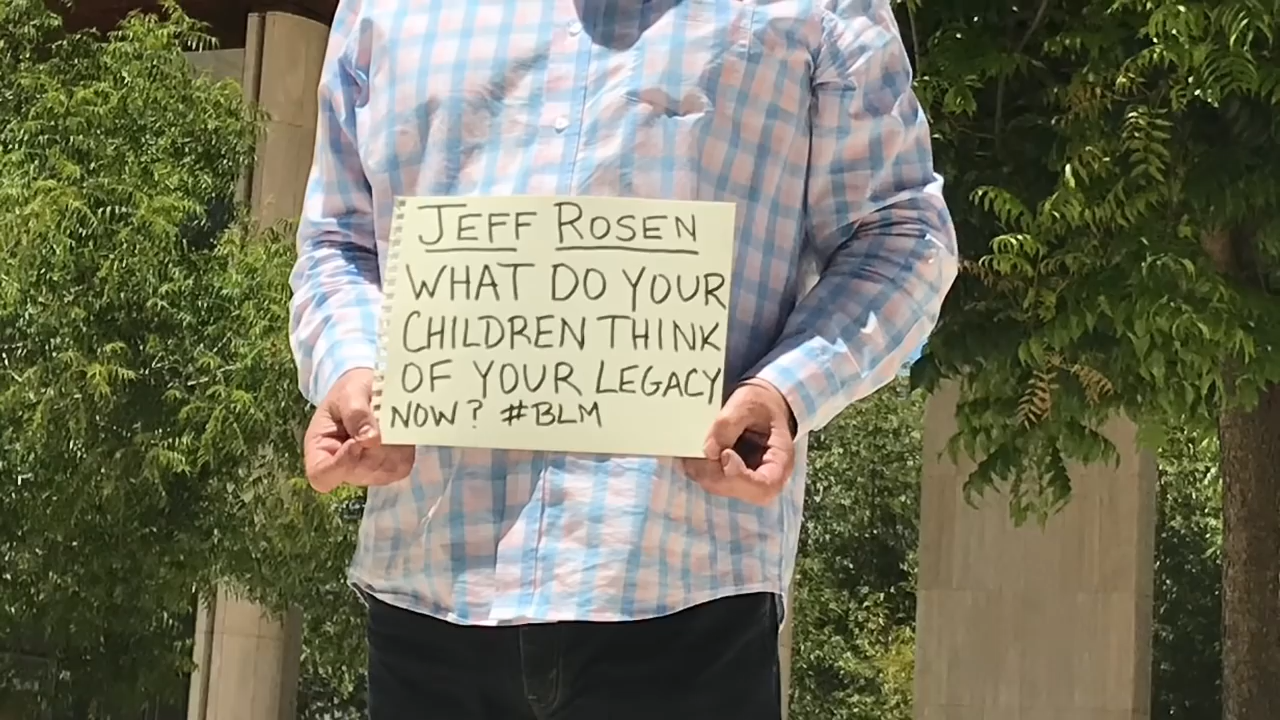 JEFF ROSEN
WHAT DO YOUR
CHILDREN THINK
OF YOUR LEGACY
NOW? #BLM